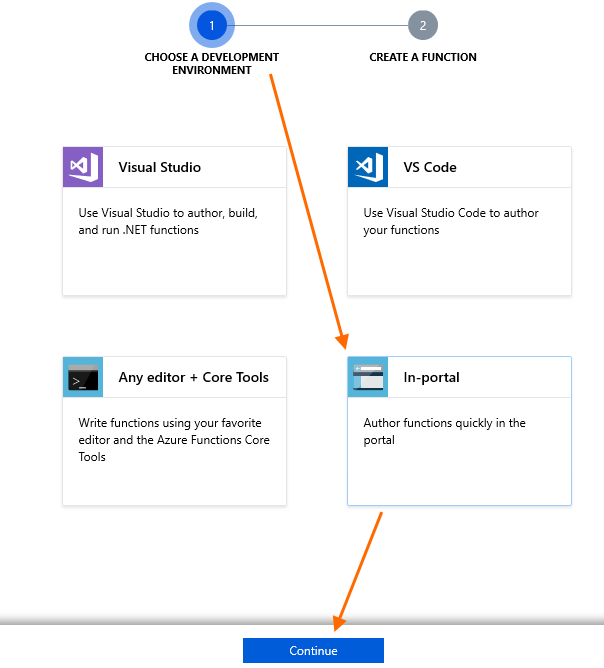 1
2
CHOOSE A DEVELOPMENT
ENVIRONMENT
CREATE A FUNCTION
Visual Studio
Use Visual Studio to author, build,
and run .NET functions
VS Code
Use Visual Studio Code to author
your functions
>_
Any editor + Core Tools
Write functions using your favorite
editor and the Azure Functions Core
Tools
In-portal
Author functions quickly in the
portal
Continue